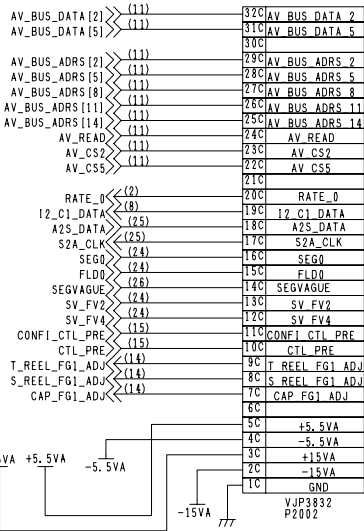 AV_BUS_DATA[2] (11) 32C AV BUS DATA 2
AV_BUS_DATA[5] (11) 31C AV BUS DATA 5
30C
AV_BUS_ADRS[2] (11) 29C AV BUS ADRS 2
AV_BUS_ADRS[5] (11) 28C AV BUS ADRS 5
AV_BUS_ADRS[8] (11) 27C AV BUS ADRS 8
AV_BUS_ADRS[11] (11) 26C AV BUS ADRS 11
AV_BUS_ADRS[14] (11) 25C AV BUS ADRS 14
AV_READ (11) 24C AV_READ
AV_CS2 (11) 23C AV CS2
AV_CS5 (11) 22C AV CS5
21C
RATE_0 (2) 20C RATE_0
I2_C1_DATA (8) 19C I2 C1 DATA
A2S_DATA (25) 18C A2S_DATA
S2A_CLK (25) 17C S2A_CLK
SEG0 (24) 16C SEG0
FLD0 (24) 15C FLD0
SEGVAGUE (26) 14C SEGVAGUE
SV_FV2 (24) 13C SV_FV2
SV_FV4 (24) 12C SV FV4
CONFI_CTL_PRE (15) 11C CONFI CTL PRE
CTL_PRE (15) 10C CTL PRE
T_REEL_FG1_ADJ (14) 9C T REEL FG1 ADJ
S_REEL_FG1_ADJ (14) 8C S REEL FG1 ADJ
CAP_FG1_ADJ (14) 7C CAP FG1 ADJ
6C
5C +5.5VA
4C -5.5VA
VA +5.5VA -5.5VA 3C +15VA
2C -15VA
-15VA 1C GND
VJP3832
P2002